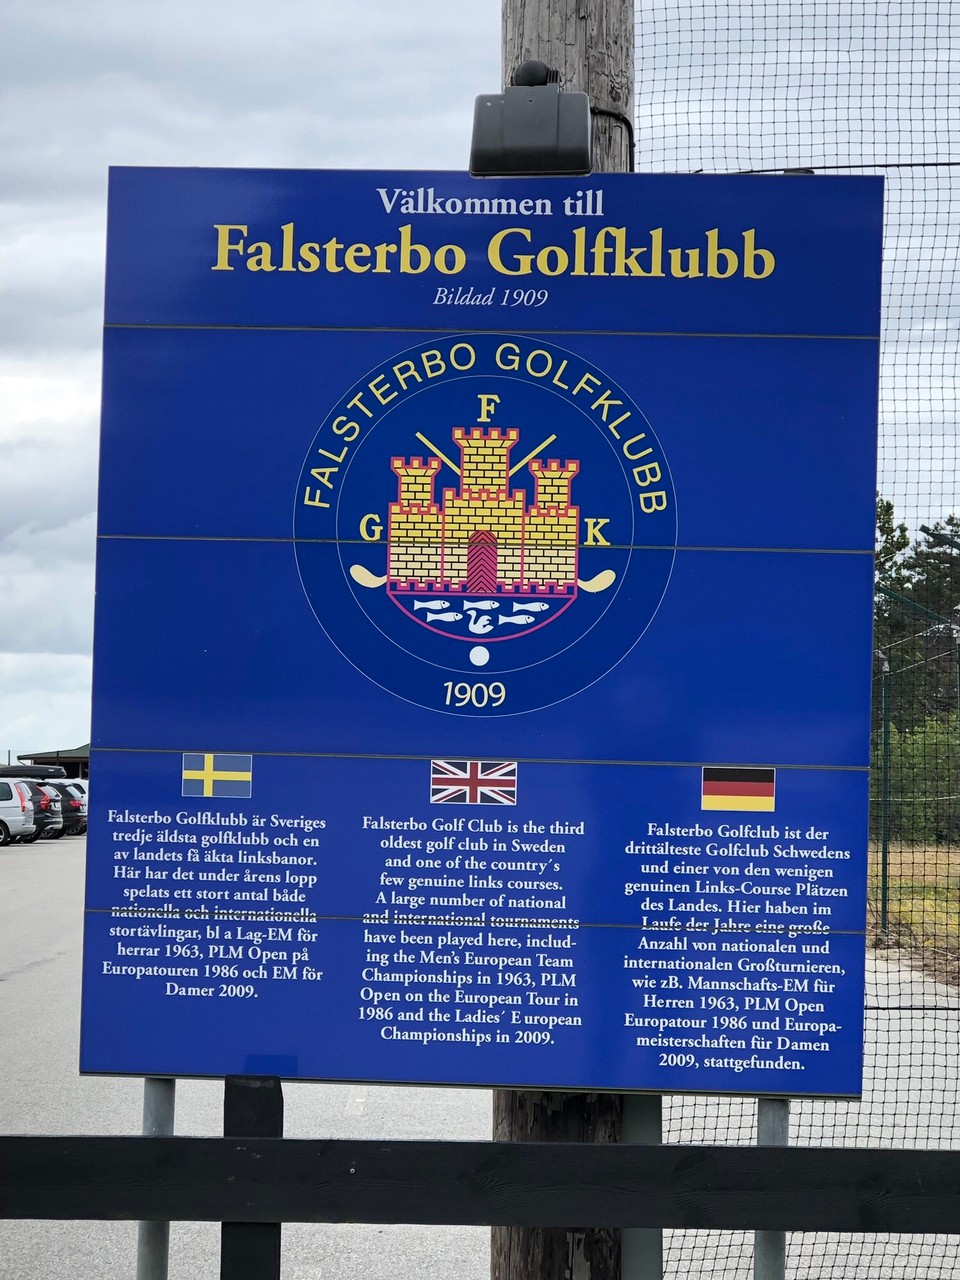 Välkommen till
Falsterbo Golfklubb
Bildad 1909
FALSTERBO GOLFKLUBB
F
G K
1909
Falsterbo Golfklubb är Sveriges
tredje äldsta golfklubb och en
av landets få äkta linksbanor.
Här har det under årens lopp
spelats ett stort antal både
nationella och internationella
stortävlingar, bl a Lag-EM för
herrar 1963, PLM Open på
Europatouren 1986 och EM för
Damer 2009.
Falsterbo Golf Club is the third
oldest golf club in Sweden
and one of the country´s
few genuine links courses.
A large number of national
and international tournaments
have been played here, includ-
ing the Men's European Team
Championships in 1963, PLM
Open on the European Tour in
1986 and the Ladies´ E uropean
Championships in 2009.
Falsterbo Golfclub ist der
drittälteste Golfclub Schwedens
und einer von den wenigen
genuinen Links-Course Plätzen
des Landes. Hier haben im
Laufe der Jahre eine große
Anzahl von nationalen und
internationalen Großturnieren,
wie zB. Mannschafts-EM für
Herren 1963, PLM Open
Europatour 1986 und Europa-
meisterschaften für Damen
2009, stattgefunden.